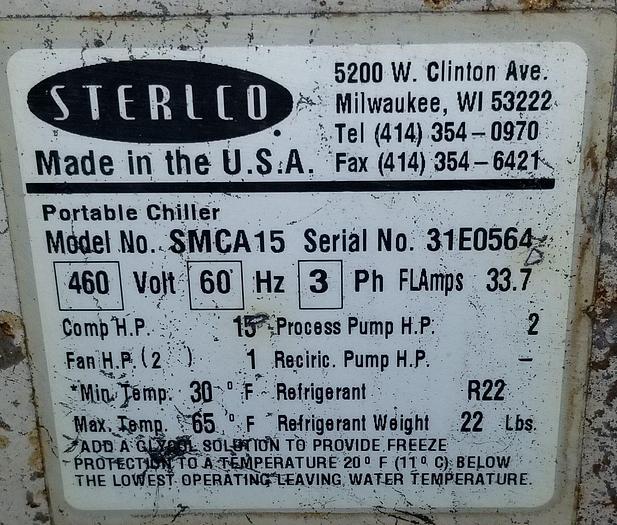 STERLCO
5200 W. Clinton Ave.
Milwaukee, WI 53222
Tel (414) 354-0970
Made in the U.S.A. Fax (414) 354-6421
Portable Chiller
Model No. SMCA15 Serial No. 31E0564
460 Volt 60 Hz 3 Ph FLAmps 33.7
Comp H.P. 15 Process Pump H.P. 2
Fan H.P. (2 ) 1 Reciric. Pump H.P. -
*Min. Temp. 30 ° F Refrigerant R22
Max. Temp. 65 ° F Refrigerant Weight 22 Lbs.
*ADD A GLYCOL SOLUTION TO PROVIDE FREEZE
PROTECTION TO A TEMPERATURE 20° F (11° C) BELOW
THE LOWEST OPERATING LEAVING WATER TEMPERATURE.